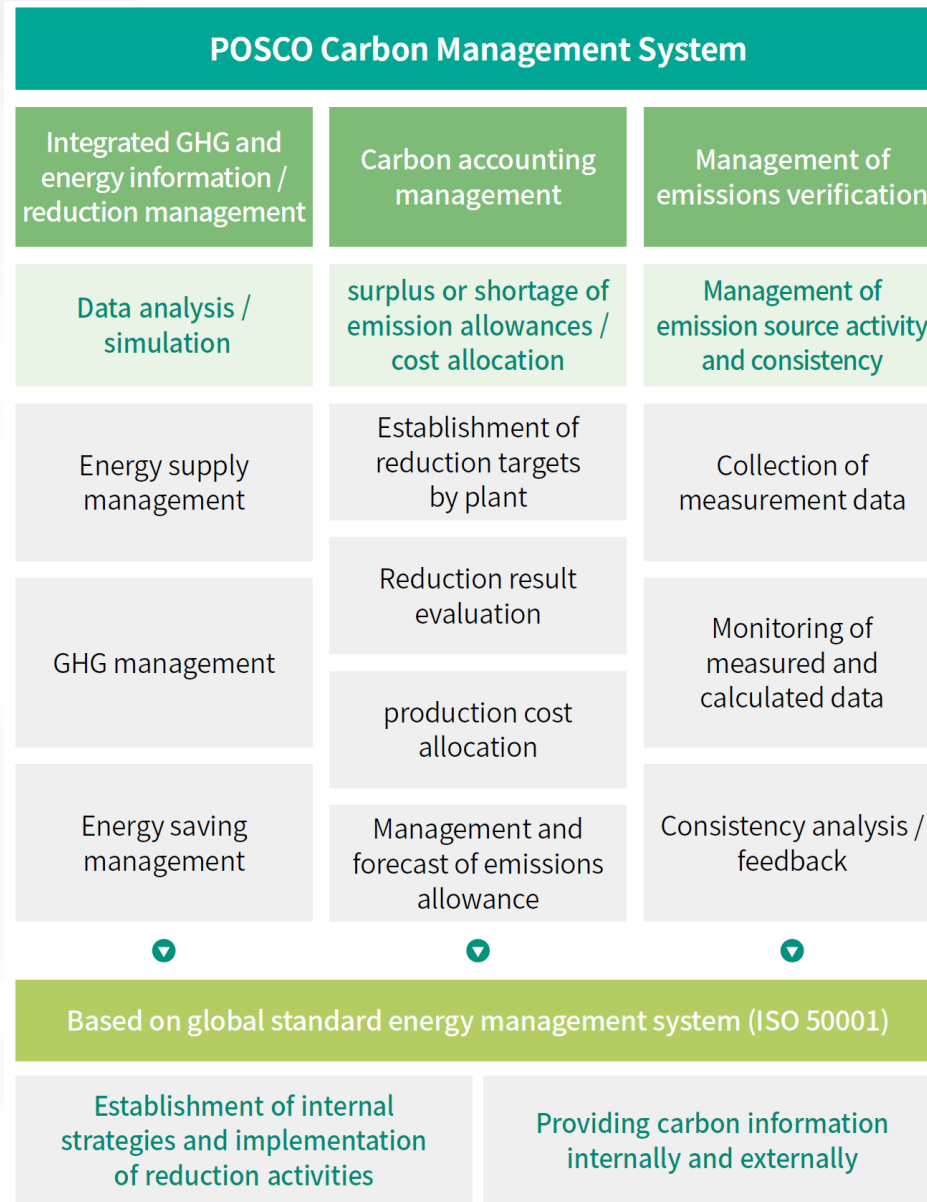 POSCO Carbon Management System
Integrated GHG and
energy information /
reduction management
Carbon accounting
management
Management of
emissions verification
Data analysis /
simulation
surplus or shortage of
emission allowances /
cost allocation
Management of
emission source activity
and consistency
Energy supply
management
GHG management
Energy saving
management
Establishment of
reduction targets
by plant
Reduction result
evaluation
production cost
allocation
Management and
forecast of emissions
allowance
Collection of
measurement data
Monitoring of
measured and
calculated data
Consistency analysis /
feedback
Based on global standard energy management system (ISO 50001)
Establishment of internal
strategies and implementation
of reduction activities
Providing carbon information
internally and externally